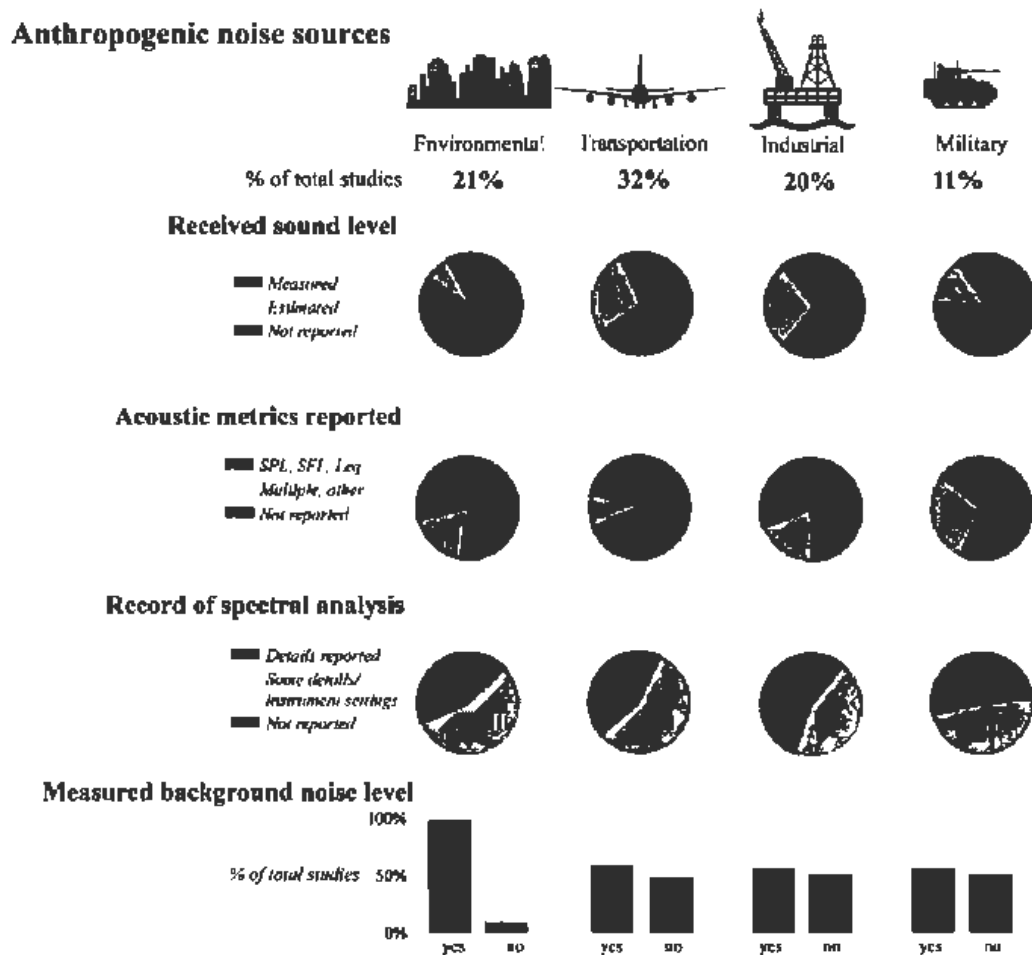 Anthropogenic noise sources
Environmental Transportation Industrial Military
% of total studies 21% 32% 20% 11%
Received sound level
Measured
Estimated
Not reported
Acoustic metrics reported
SPL, SEL, Leq
Multiple, other
Not reported
Record of spectral analysis
Details reported
Some details/
Instrument settings
Not reported
Measured background noise level
100%
% of total studies 50%
0%
yes no yes no yes no yes no